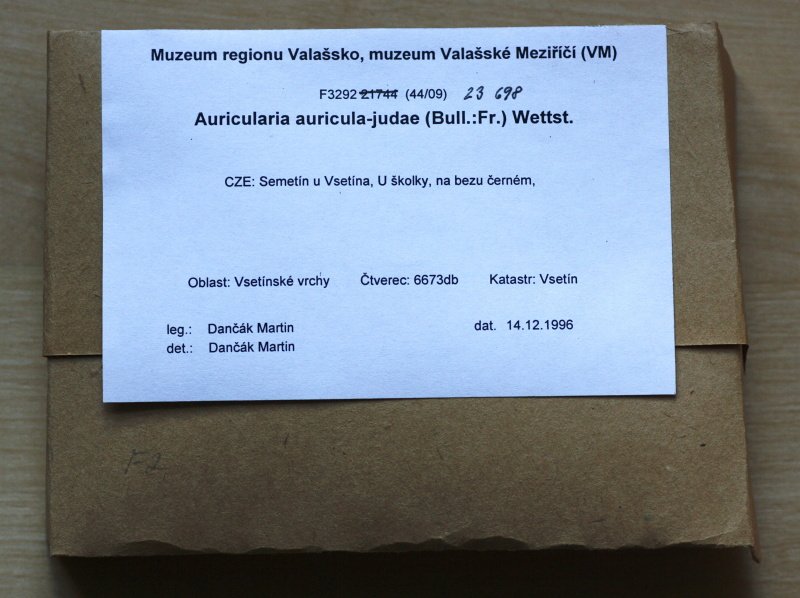 Muzeum regionu Valašsko, muzeum Valašské Meziříčí (VM)
F3292 21744 (44/09) 23 698
Auricularia auricula-judae (Bull.:Fr.) Wettst.
CZE: Semetín u Vsetína, U školky, na bezu černém,
Oblast: Vsetínské vrchy Čtverec: 6673db Katastr: Vsetín
leg.: Dančák Martin dat. 14.12.1996
det.: Dančák Martin